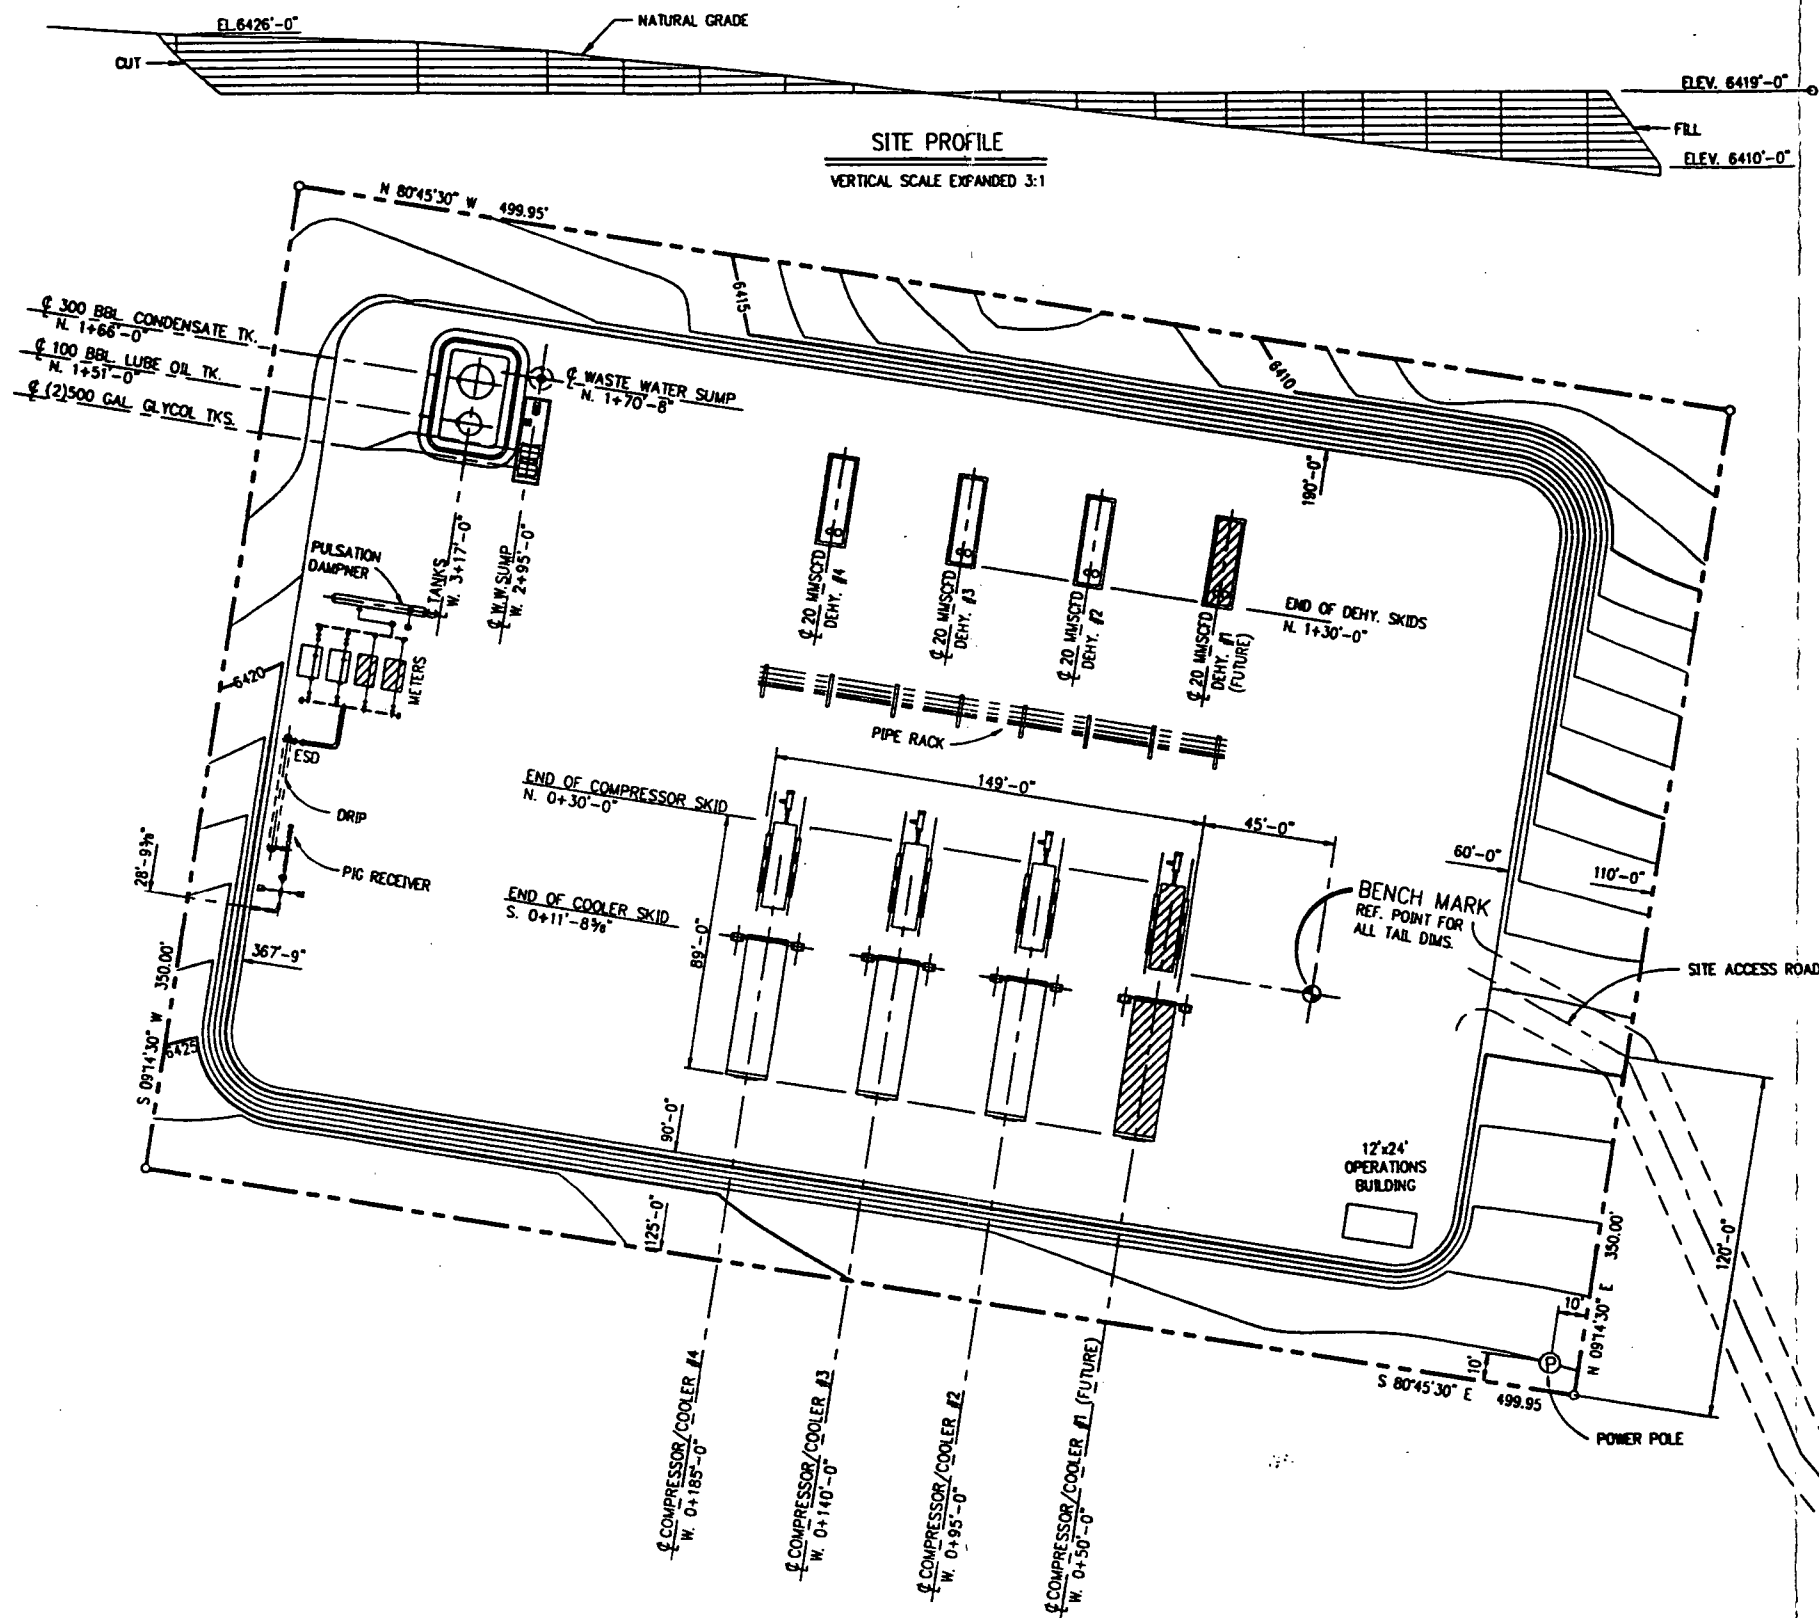 EL.6426'-0"
NATURAL GRADE
CUT
ELEV. 6419'-0"
FILL
ELEV. 6410'-0"
SITE PROFILE
VERTICAL SCALE EXPANDED 3:1
N 80°45'30" W 499.95'
℄ 300 BBL CONDENSATE TK.
N. 1+66'-0"
℄ 100 BBL LUBE OIL TK.
N. 1+51'-0"
℄ (2)500 GAL. GLYCOL TKS.
℄ WASTE WATER SUMP
N. 1+70'-8"
6415
6410
190'-0"
PULSATION
DAMPNER
℄ TANKS
W. 3+17'-0"
℄ W.W. SUMP
W. 2+95'-0"
℄ 20 MMSCFD
DEHY. #4
℄ 20 MMSCFD
DEHY. #3
℄ 20 MMSCFD
DEHY. #2
℄ 20 MMSCFD
DEHY. #1
(FUTURE)
END OF DEHY. SKIDS
N. 1+30'-0"
6420
METERS
PIPE RACK
ESD
END OF COMPRESSOR SKID
N. 0+30'-0"
149'-0"
45'-0"
DRIP
28'-9⅜"
PIG RECEIVER
60'-0"
110'-0"
BENCH MARK
REF. POINT FOR
ALL TAIL DIMS.
END OF COOLER SKID
S. 0+11'-8⅝"
89'-0"
367'-9"
SITE ACCESS ROAD
S 09°14'30" W 350.00'
6425
90'-0"
12'x24'
OPERATIONS
BUILDING
125'-0"
N 09°14'30" E 350.00'
120'-0"
10'
10'
P
S 80°45'30" E 499.95
POWER POLE
℄ COMPRESSOR/COOLER #4
W. 0+185'-0"
℄ COMPRESSOR/COOLER #3
W. 0+140'-0"
℄ COMPRESSOR/COOLER #2
W. 0+95'-0"
℄ COMPRESSOR/COOLER #1 (FUTURE)
W. 0+50'-0"